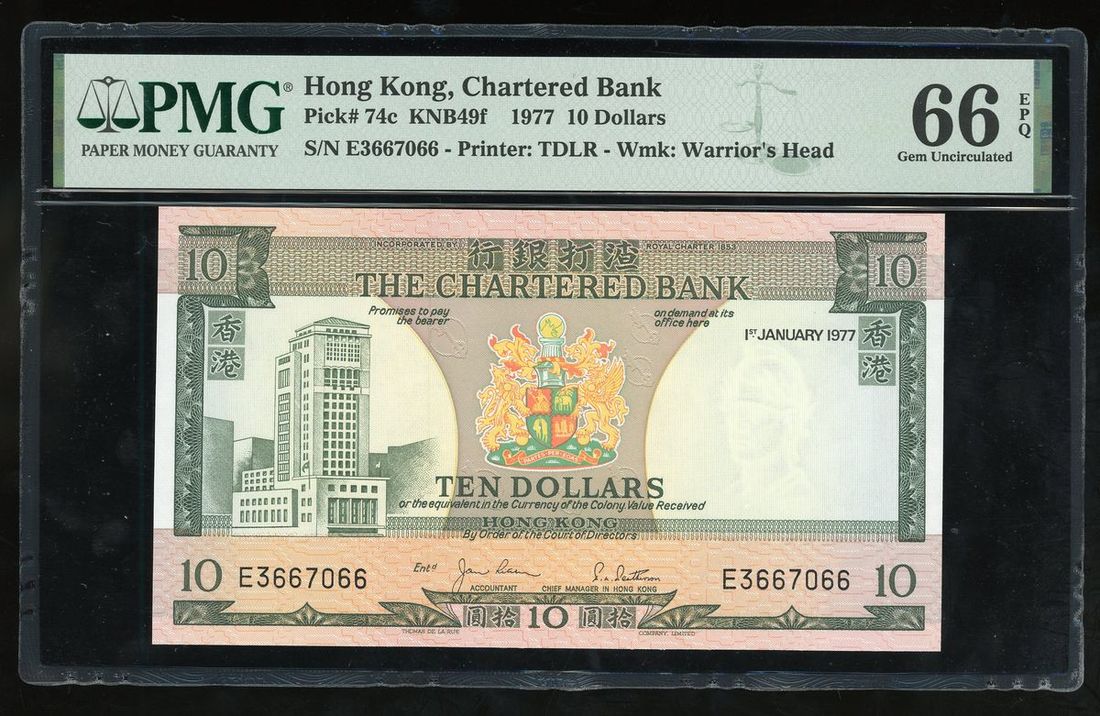 PMG®
PAPER MONEY GUARANTY
Hong Kong, Chartered Bank
Pick# 74c KNB49f 1977 10 Dollars
S/N E3667066 - Printer: TDLR - Wmk: Warrior's Head
66 EPQ
Gem Uncirculated
10
INCORPORATED BY
行銀打渣
ROYAL CHARTER 1853
10
THE CHARTERED BANK
Promises to pay
the bearer
on demand at its
office here
香港
1ST JANUARY 1977
香港
TEN DOLLARS
or the equivalent in the Currency of the Colony Value Received
HONG KONG
By Order of the Court of Directors
10 E3667066
Entd
ACCOUNTANT
CHIEF MANAGER IN HONG KONG
E3667066 10
圓拾 10 圓拾
THOMAS DE LA RUE
COMPANY, LIMITED